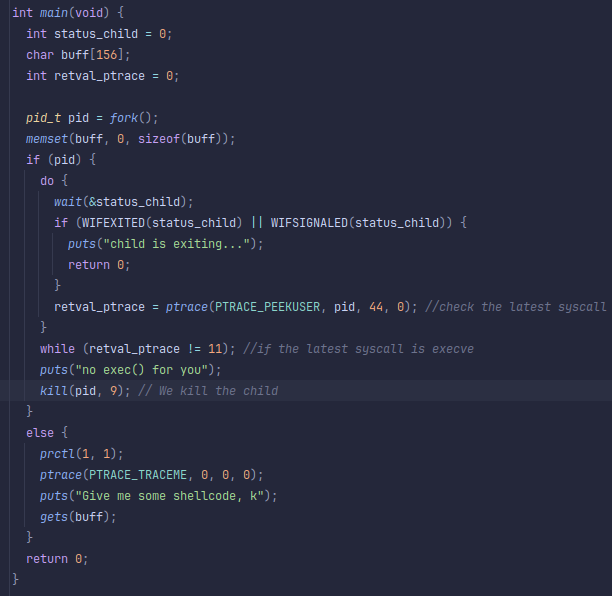 int main(void) {
  int status_child = 0;
  char buff[156];
  int retval_ptrace = 0;

  pid_t pid = fork();
  memset(buff, 0, sizeof(buff));
  if (pid) {
    do {
      wait(&status_child);
      if (WIFEXITED(status_child) || WIFSIGNALED(status_child)) {
        puts("child is exiting...");
        return 0;
      }
      retval_ptrace = ptrace(PTRACE_PEEKUSER, pid, 44, 0); //check the latest syscall
    }
    while (retval_ptrace != 11); //if the latest syscall is execve
    puts("no exec() for you");
    kill(pid, 9); // We kill the child
  }
  else {
    prctl(1, 1);
    ptrace(PTRACE_TRACEME, 0, 0, 0);
    puts("Give me some shellcode, k");
    gets(buff);
  }
  return 0;
}